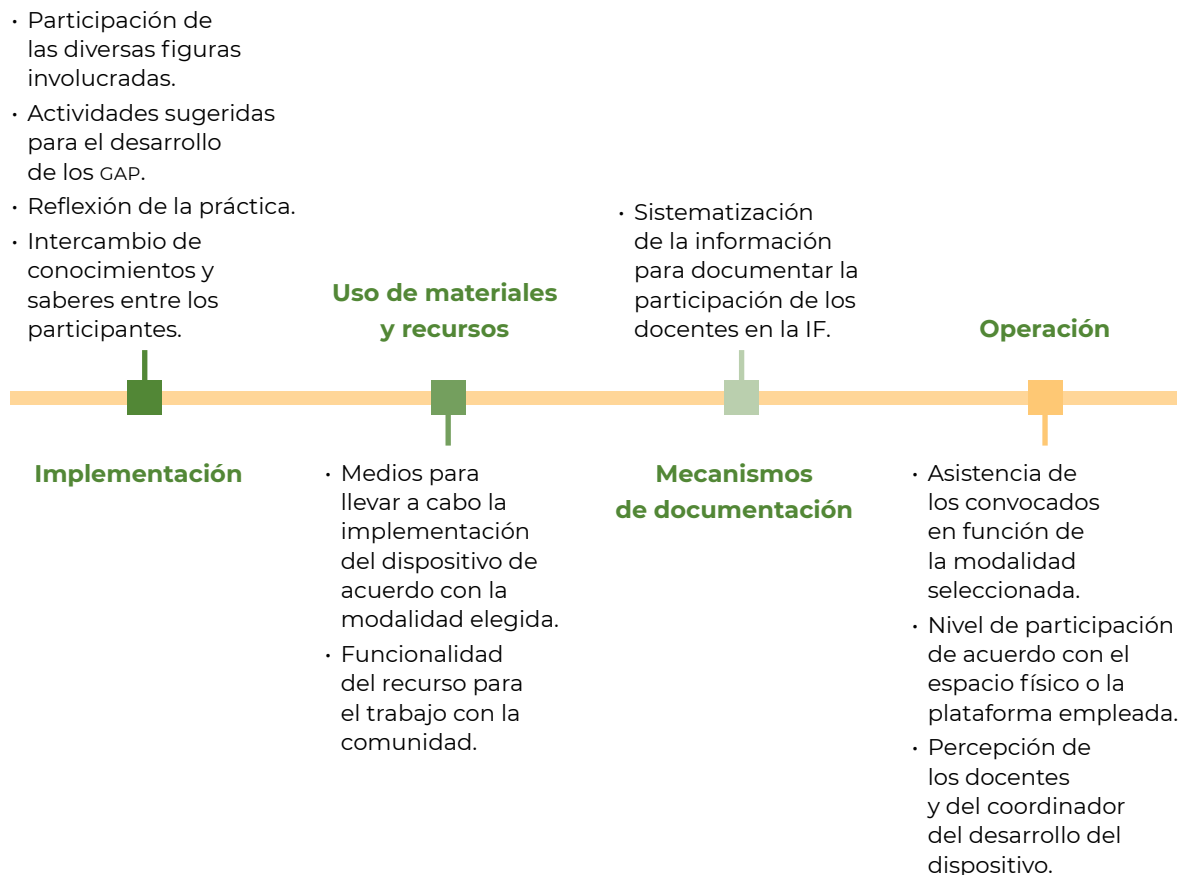 · Participación de
las diversas figuras
involucradas.
· Actividades sugeridas
para el desarrollo
de los GAP.
· Reflexión de la práctica.
· Intercambio de
conocimientos y
saberes entre los
participantes.
Implementación
Uso de materiales
y recursos
· Medios para
llevar a cabo la
implementación
del dispositivo de
acuerdo con la
modalidad elegida.
· Funcionalidad
del recurso para
el trabajo con la
comunidad.
· Sistematización
de la información
para documentar la
participación de los
docentes en la IF.
Mecanismos
de documentación
Operación
· Asistencia de
los convocados
en función de
la modalidad
seleccionada.
· Nivel de participación
de acuerdo con el
espacio físico o la
plataforma empleada.
· Percepción de
los docentes
y del coordinador
del desarrollo del
dispositivo.